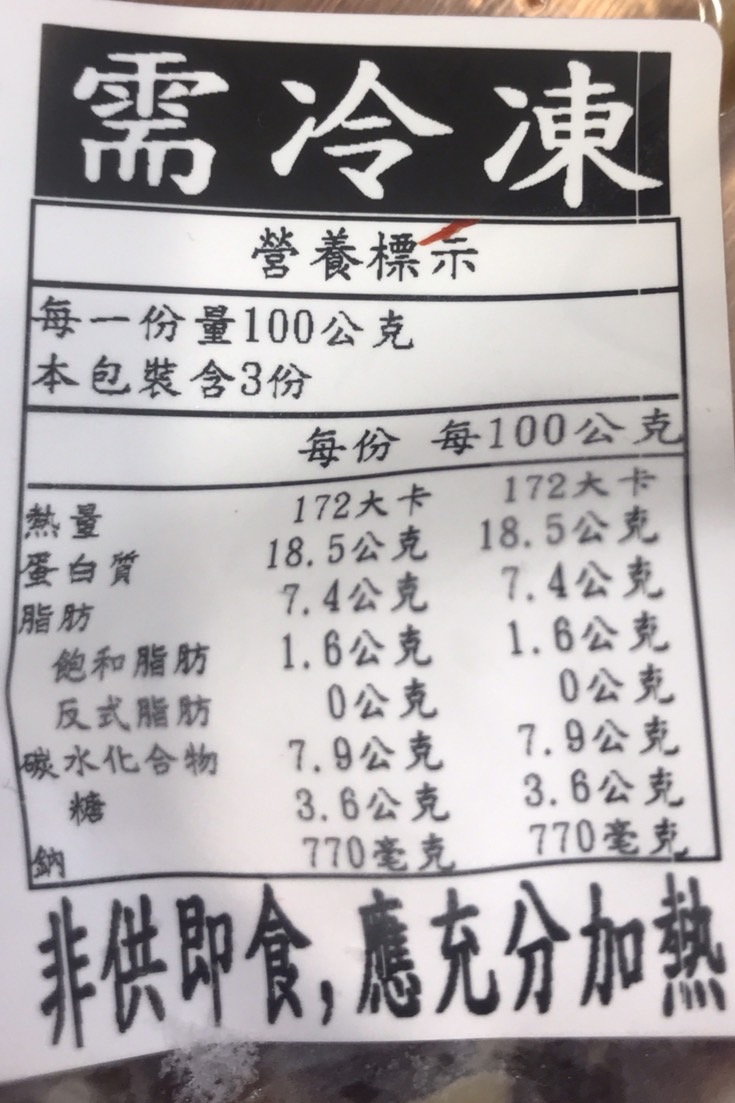 需冷凍
營養標示
每一份量100公克
本包裝含3份
每份 每100公克
熱量 172大卡 172大卡
蛋白質 18.5公克 18.5公克
脂肪 7.4公克 7.4公克
飽和脂肪 1.6公克 1.6公克
反式脂肪 0公克 0公克
碳水化合物 7.9公克 7.9公克
糖 3.6公克 3.6公克
鈉 770毫克 770毫克
非供即食,應充分加熱